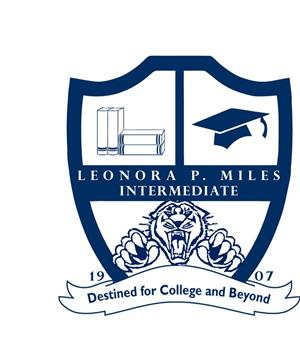 LEONORA P. MILES
INTERMEDIATE
19 07
Destined for College and Beyond